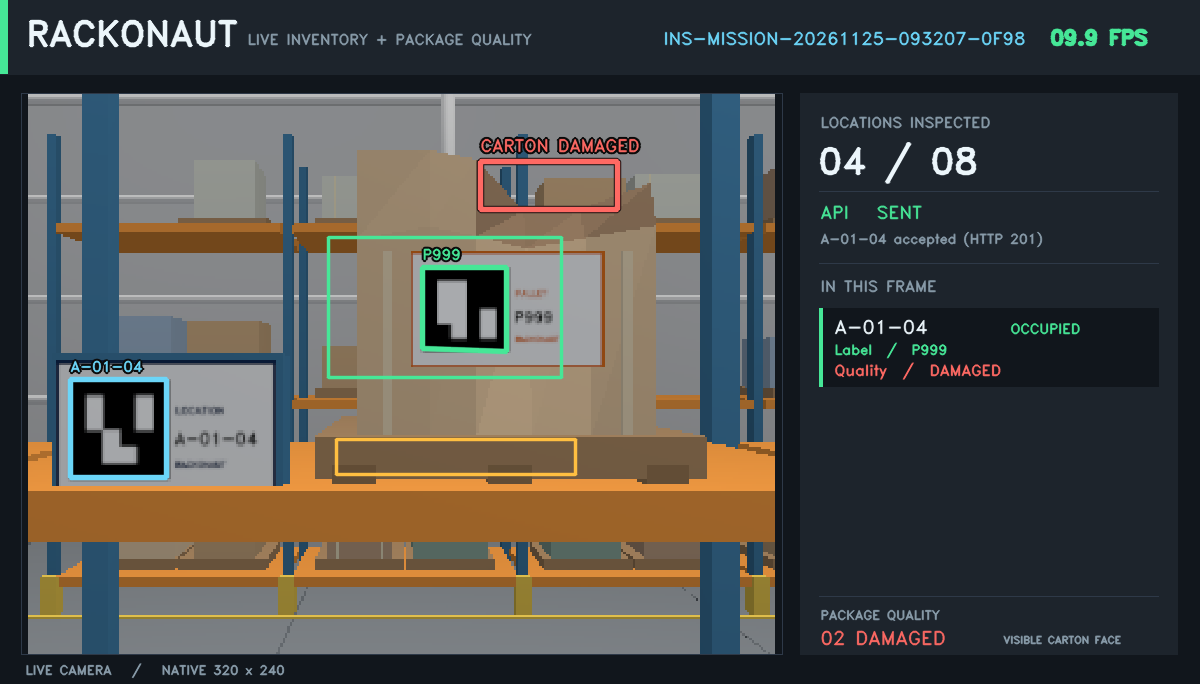 RACKONAUT LIVE INVENTORY + PACKAGE QUALITY INS-MISSION-20261125-093207-0F98 09.9 FPS
LOCATIONS INSPECTED
04 / 08
API SENT
A-01-04 accepted (HTTP 201)
IN THIS FRAME
A-01-04 OCCUPIED
Label / P999
Quality / DAMAGED
CARTON DAMAGED
P999
PALLET
P999
A-01-04
LOCATION
A-01-04
RACKONAUT
PACKAGE QUALITY
02 DAMAGED VISIBLE CARTON FACE
LIVE CAMERA / NATIVE 320 x 240